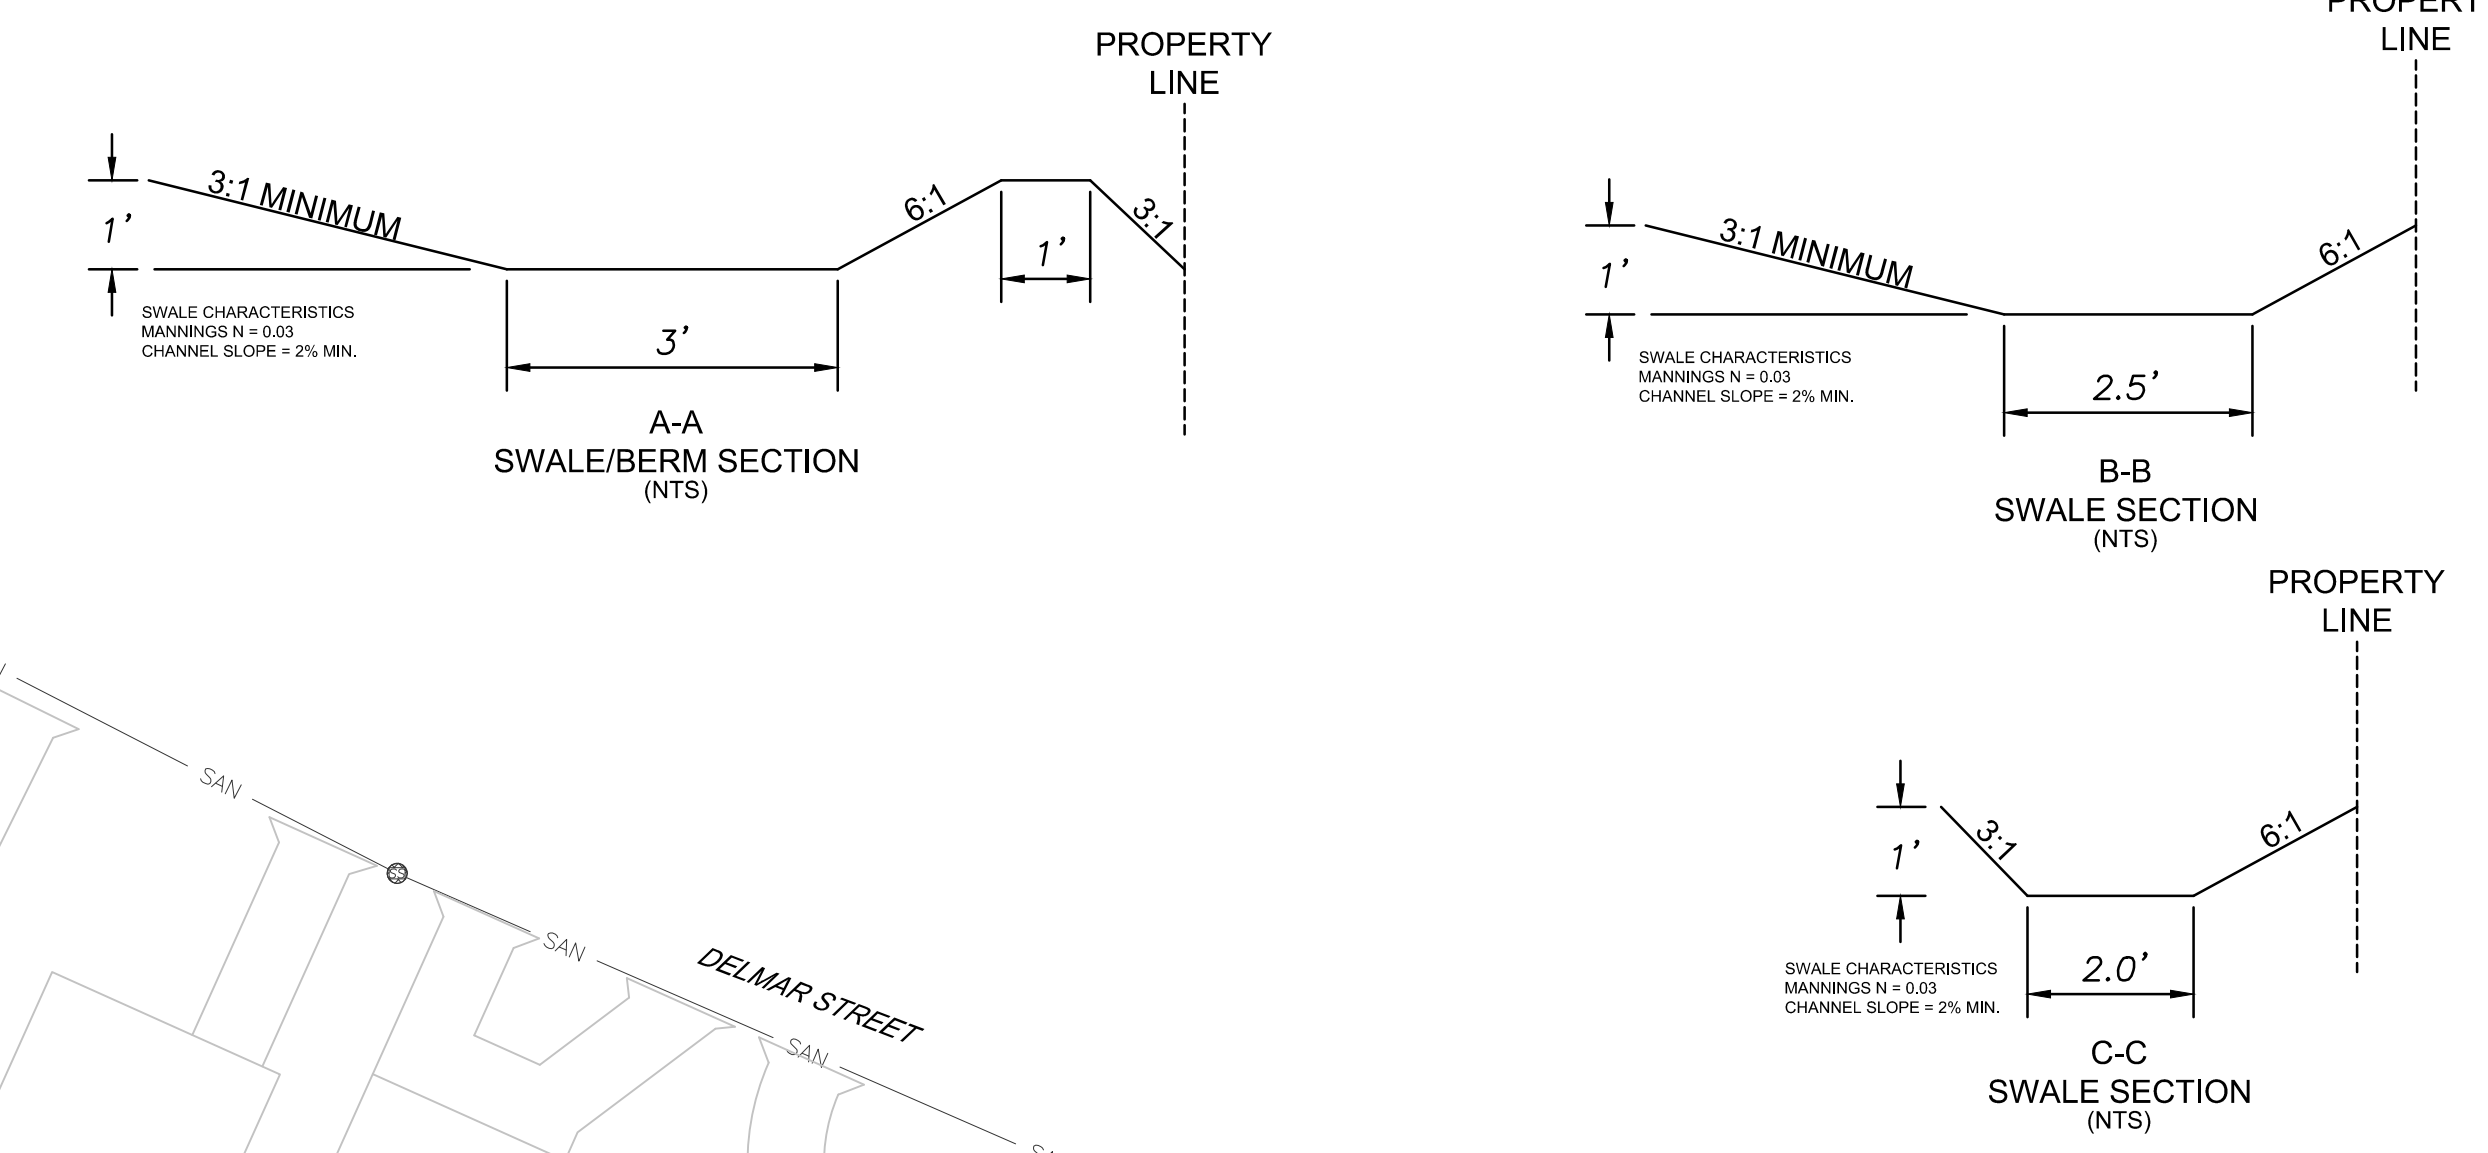 PROPERTY
LINE
3:1 MINIMUM
6:1
3:1
1'
1'
SWALE CHARACTERISTICS
MANNINGS N = 0.03
CHANNEL SLOPE = 2% MIN.
3'
A-A
SWALE/BERM SECTION
(NTS)
PROPERT
LINE
3:1 MINIMUM
6:1
1'
SWALE CHARACTERISTICS
MANNINGS N = 0.03
CHANNEL SLOPE = 2% MIN.
2.5'
B-B
SWALE SECTION
(NTS)
PROPERTY
LINE
3:1
6:1
1'
SWALE CHARACTERISTICS
MANNINGS N = 0.03
CHANNEL SLOPE = 2% MIN.
2.0'
C-C
SWALE SECTION
(NTS)
SAN
SS
SAN
DELMAR STREET
SAN